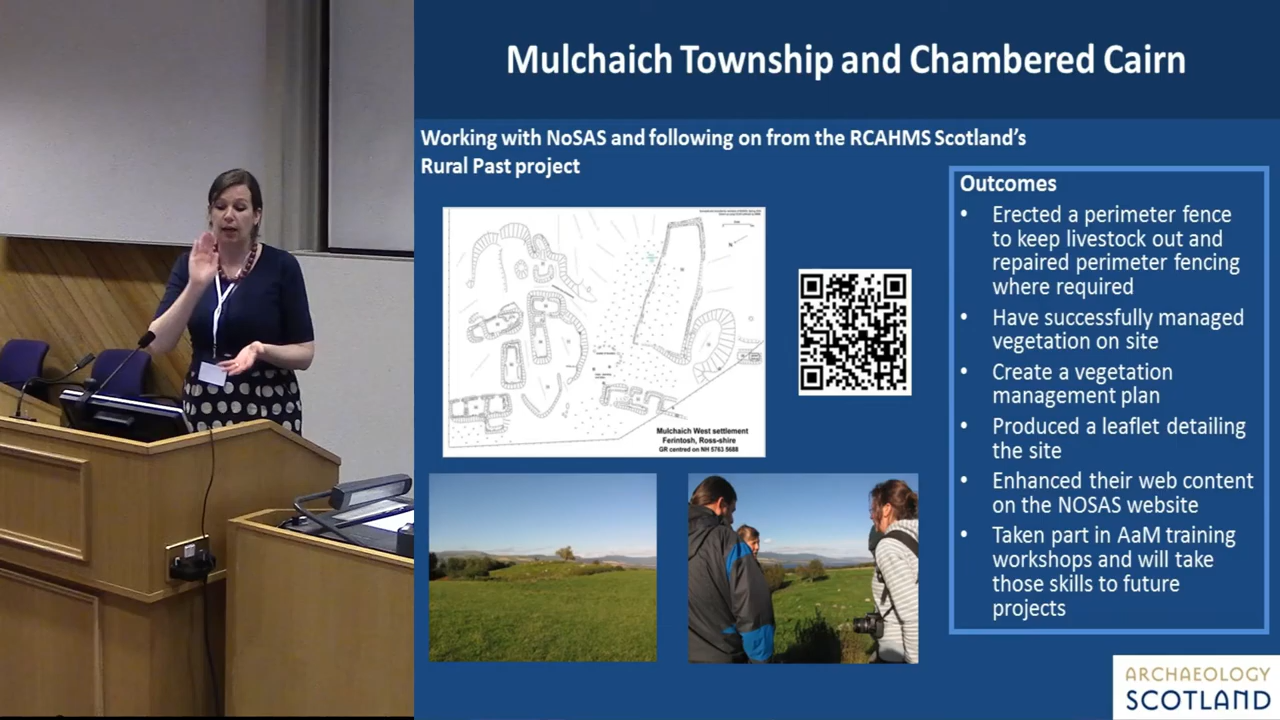 Mulchaich Township and Chambered Cairn
Working with NoSAS and following on from the RCAHMS Scotland's
Rural Past project
Outcomes
• Erected a perimeter fence
to keep livestock out and
repaired perimeter fencing
where required
• Have successfully managed
vegetation on site
• Create a vegetation
management plan
• Produced a leaflet detailing
the site
• Enhanced their web content
on the NOSAS website
• Taken part in AaM training
workshops and will take
those skills to future
projects
Mulchaich West settlement
Ferintosh, Ross-shire
GR centred on NH 5763 5688
ARCHAEOLOGY
SCOTLAND